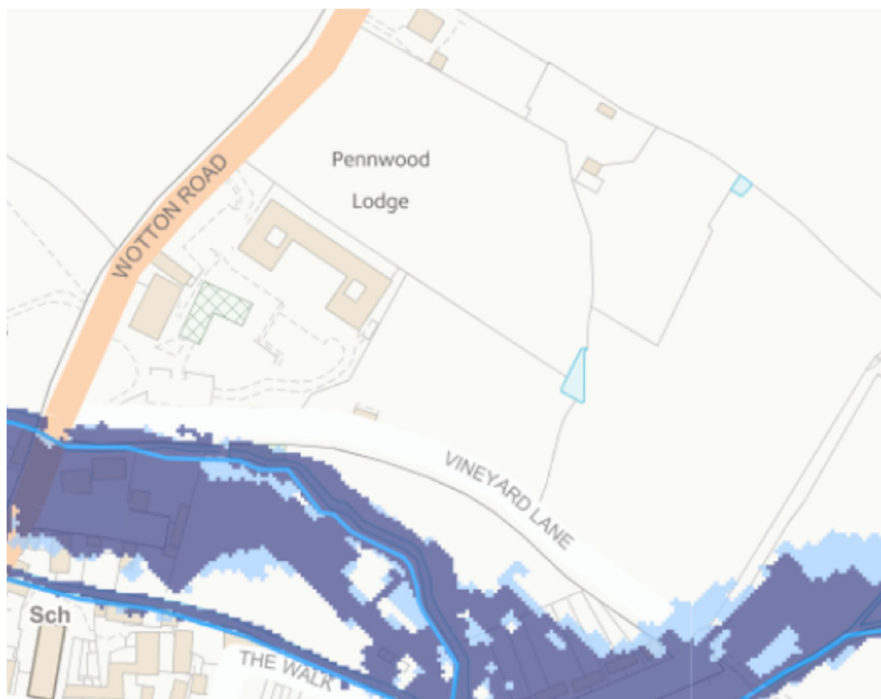 Pennwood
Lodge
WOTTON ROAD
VINEYARD LANE
Sch
THE WALK